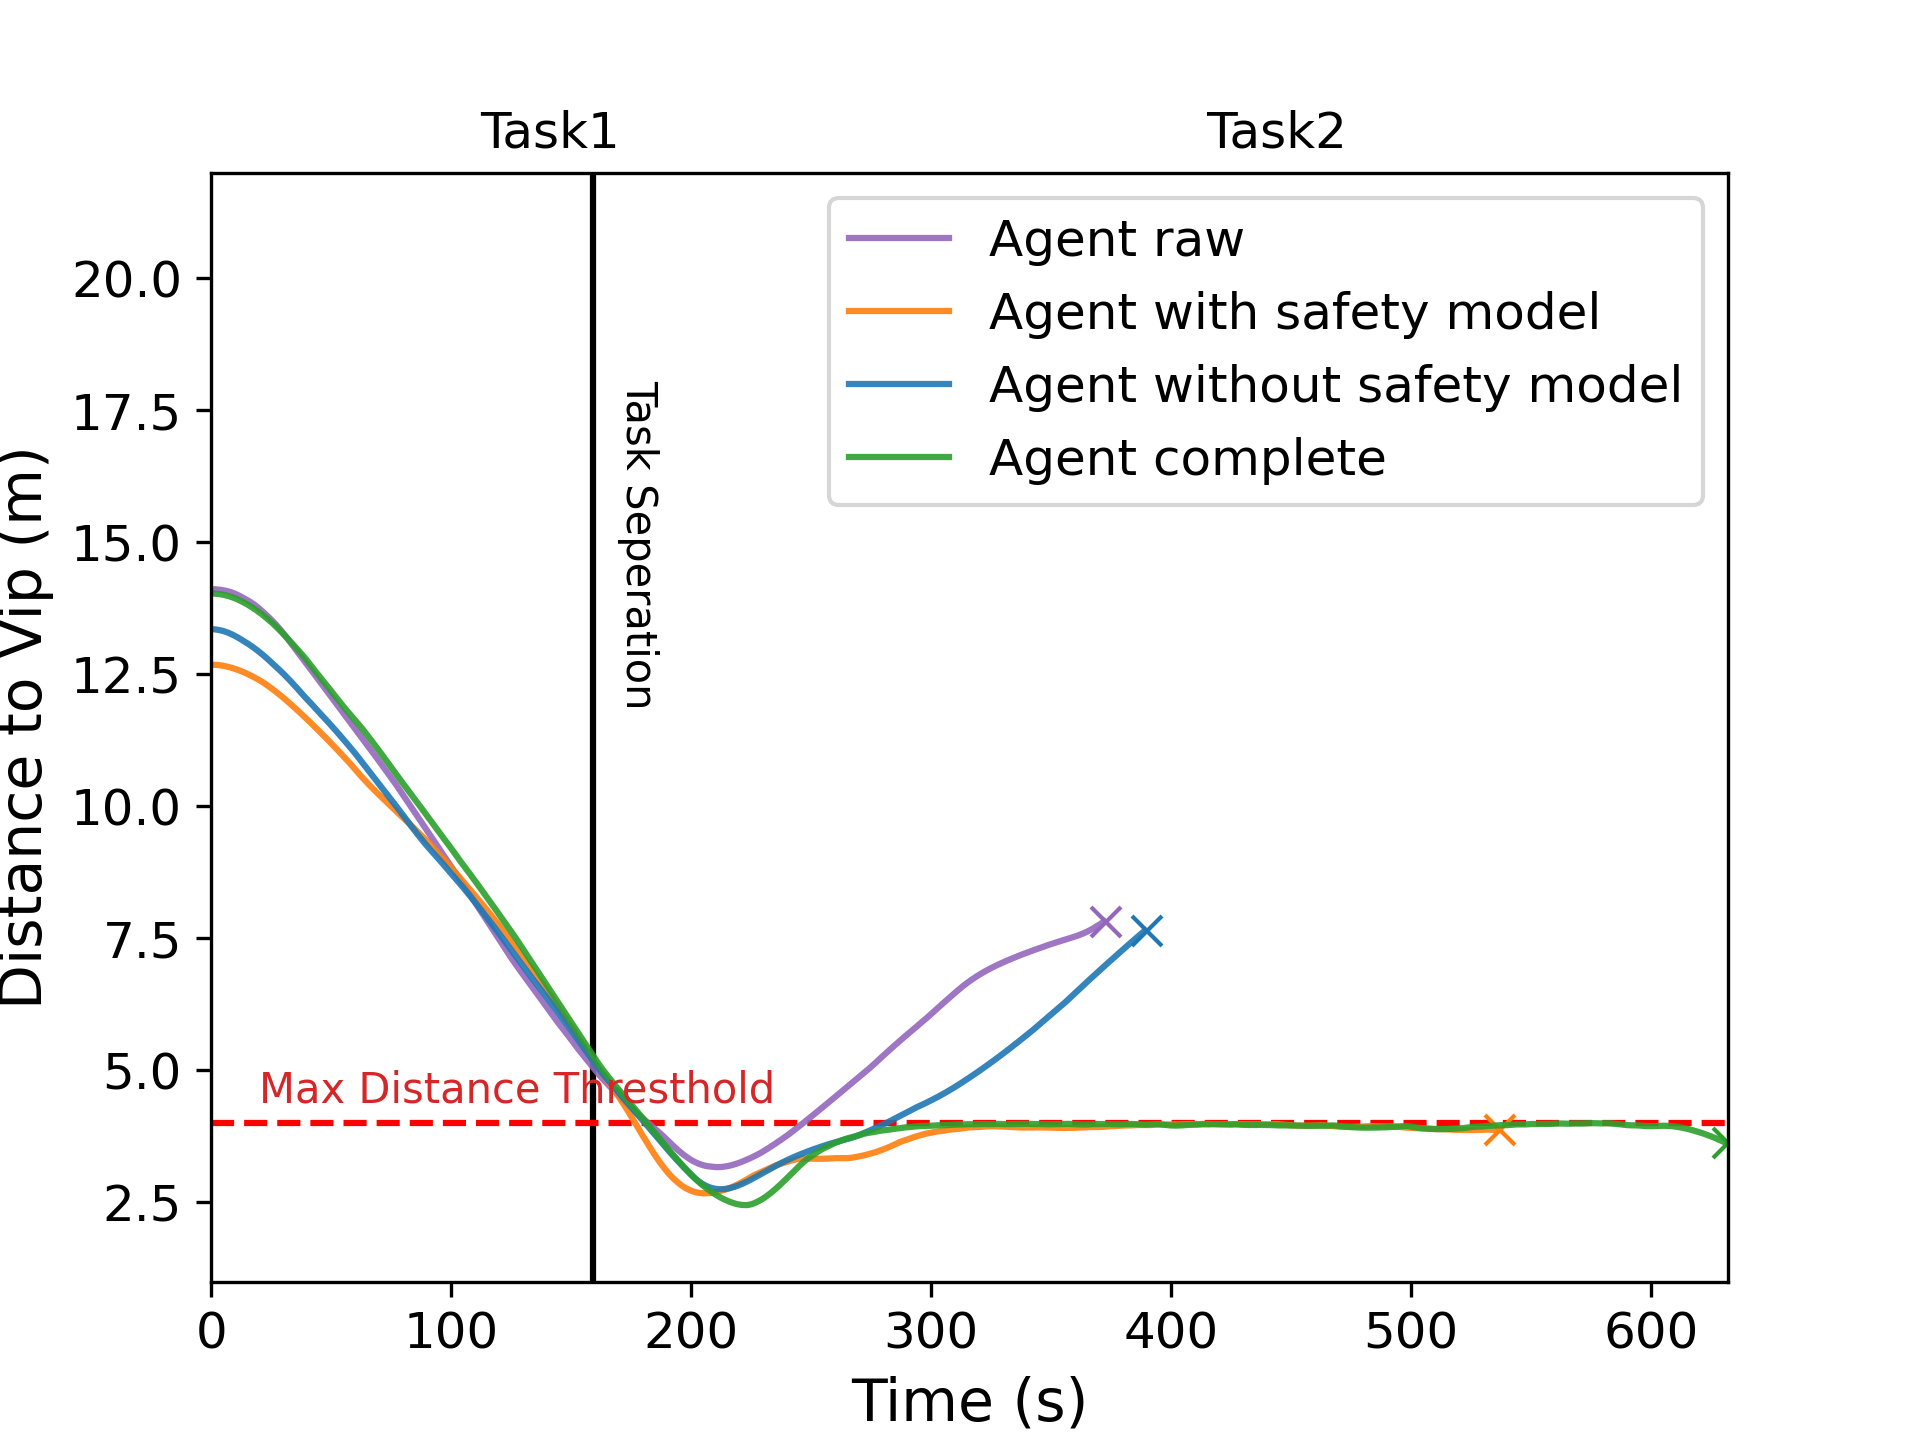 Task1
Task2
Agent raw
Agent with safety model
Agent without safety model
Agent complete
Task Seperation
Max Distance Thresthold
Distance to Vip (m)
20.0
17.5
15.0
12.5
10.0
7.5
5.0
2.5
0 100 200 300 400 500 600
Time (s)